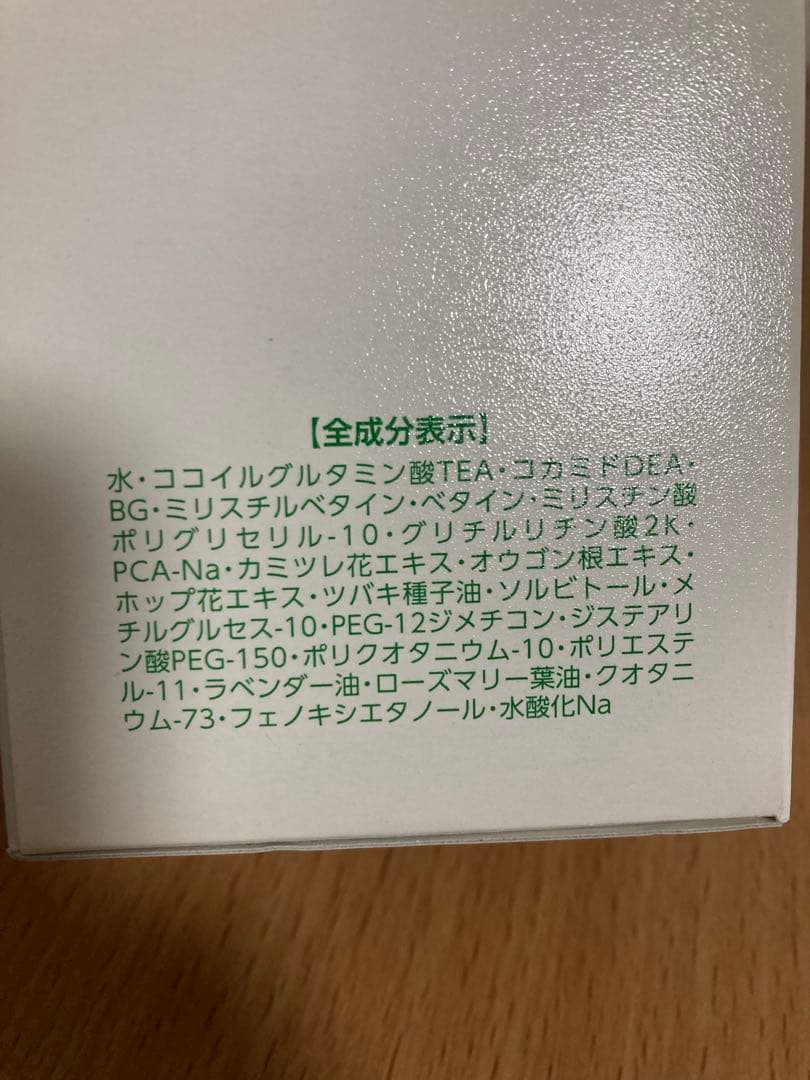 【全成分表示】
水・ココイルグルタミン酸TEA・コカミドDEA・
BG・ミリスチルベタイン・ベタイン・ミリスチン酸
ポリグリセリル-10・グリチルリチン酸2K・
PCA-Na・カミツレ花エキス・オウゴン根エキス・
ホップ花エキス・ツバキ種子油・ソルビトール・メ
チルグルセス-10・PEG-12ジメチコン・ジステアリ
ン酸PEG-150・ポリクオタニウム-10・ポリエステ
ル-11・ラベンダー油・ローズマリー葉油・クオタニ
ウム-73・フェノキシエタノール・水酸化Na